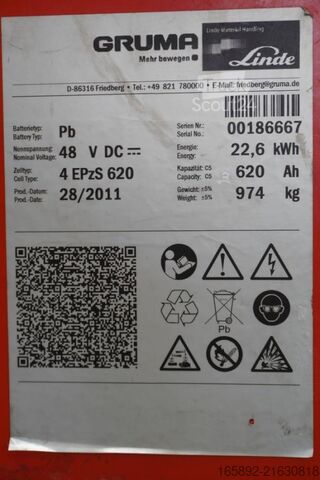 GRUMA
Mehr bewegen
Linde Material Handling
Linde
D-86316 Friedberg • Tel.: +49 821 780000 • E-Mail: friedberg@gruma.de
Batterietyp: Pb
Battery Typ:
Serien Nr.: 00186667
Serial No.:
Nennspannung: 48 V DC
Nominal Voltage:
Energie: 22,6 kWh
Energy:
Zelltyp: 4 EPzS 620
Cell Type:
Kapazität: C5 620 Ah
Capacity: C5
Prod.-Datum: 28/2011
Prod.-Date:
Gewicht: ±5% 974 kg
Weight: ±5%
Pb
165892-21630818